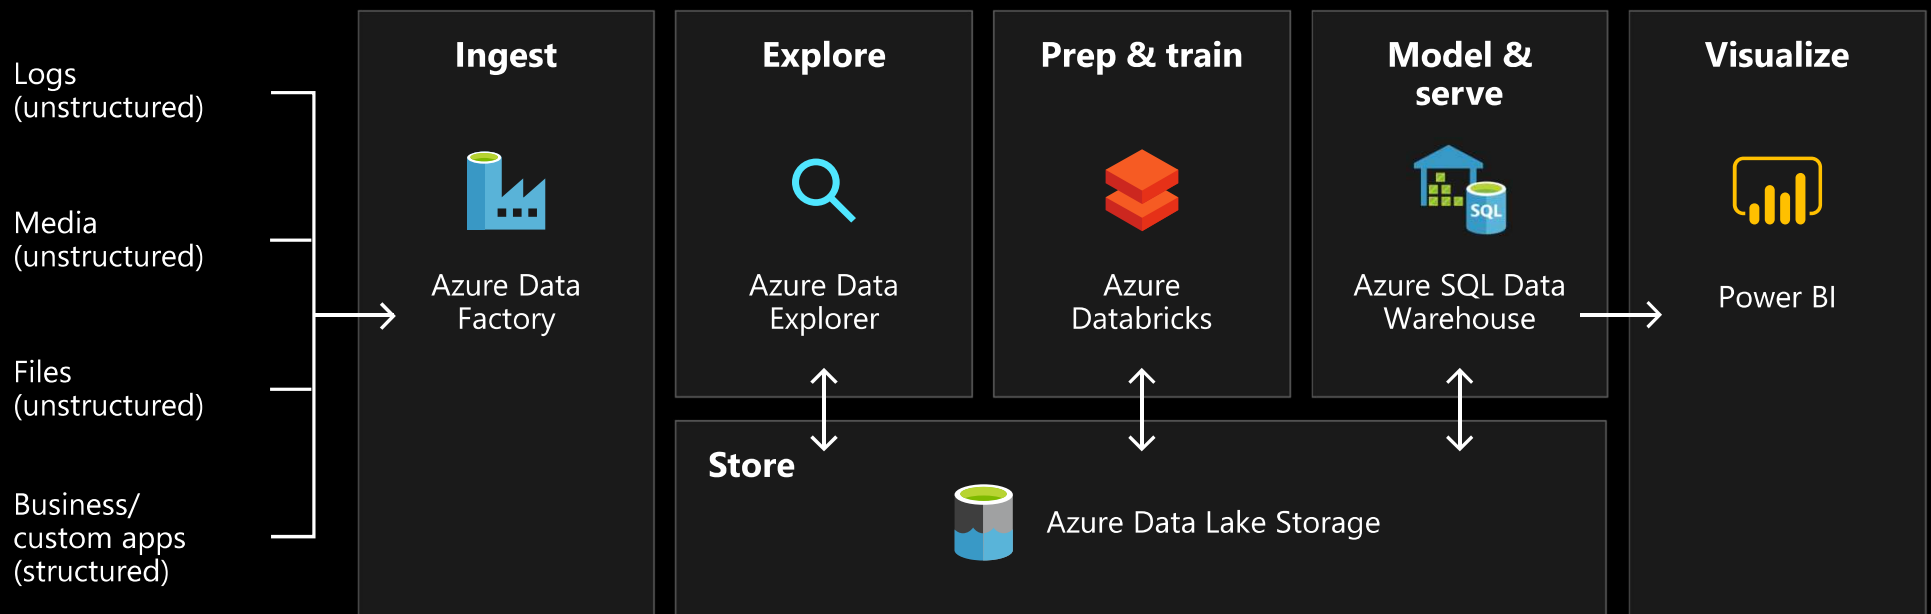 Logs
(unstructured)
Media
(unstructured)
Files
(unstructured)
Business/
custom apps
(structured)
Ingest
Azure Data
Factory
Explore
Azure Data
Explorer
Prep & train
Azure
Databricks
Model &
serve
SQL
Azure SQL Data
Warehouse
Visualize
Power BI
Store
Azure Data Lake Storage